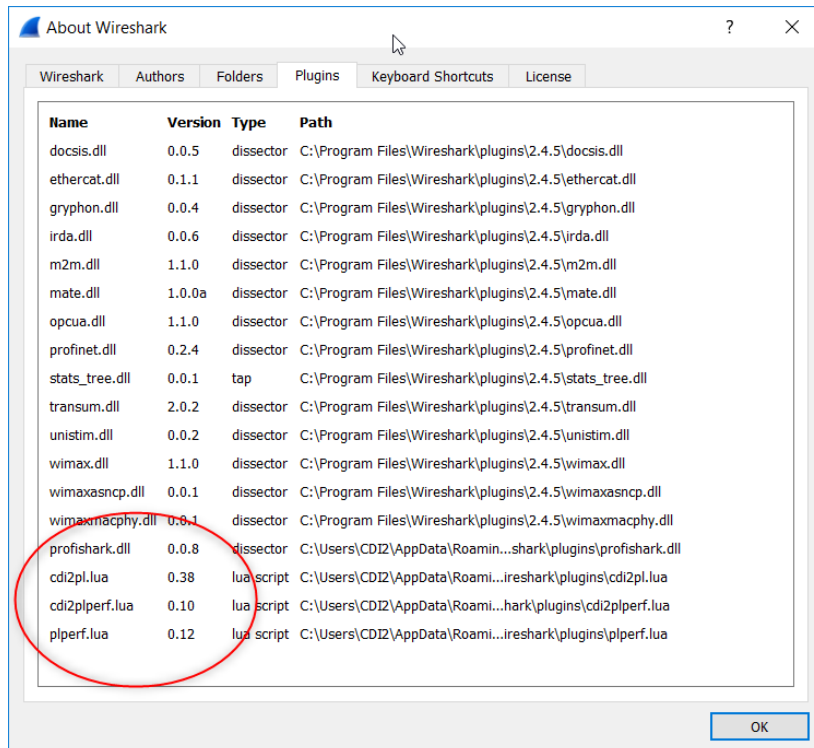 About Wireshark ?
Wireshark Authors Folders Plugins Keyboard Shortcuts License
Name Version Type Path
docsis.dll 0.0.5 dissector C:\Program Files\Wireshark\plugins\2.4.5\docsis.dll
ethercat.dll 0.1.1 dissector C:\Program Files\Wireshark\plugins\2.4.5\ethercat.dll
gryphon.dll 0.0.4 dissector C:\Program Files\Wireshark\plugins\2.4.5\gryphon.dll
irda.dll 0.0.6 dissector C:\Program Files\Wireshark\plugins\2.4.5\irda.dll
m2m.dll 1.1.0 dissector C:\Program Files\Wireshark\plugins\2.4.5\m2m.dll
mate.dll 1.0.0a dissector C:\Program Files\Wireshark\plugins\2.4.5\mate.dll
opcua.dll 1.1.0 dissector C:\Program Files\Wireshark\plugins\2.4.5\opcua.dll
profinet.dll 0.2.4 dissector C:\Program Files\Wireshark\plugins\2.4.5\profinet.dll
stats_tree.dll 0.0.1 tap C:\Program Files\Wireshark\plugins\2.4.5\stats_tree.dll
transum.dll 2.0.2 dissector C:\Program Files\Wireshark\plugins\2.4.5\transum.dll
unistim.dll 0.0.2 dissector C:\Program Files\Wireshark\plugins\2.4.5\unistim.dll
wimax.dll 1.1.0 dissector C:\Program Files\Wireshark\plugins\2.4.5\wimax.dll
wimaxasncp.dll 0.0.1 dissector C:\Program Files\Wireshark\plugins\2.4.5\wimaxasncp.dll
wimaxmacphy.dll 0.0.1 dissector C:\Program Files\Wireshark\plugins\2.4.5\wimaxmacphy.dll
profishark.dll 0.0.8 dissector C:\Users\CDI2\AppData\Roamin...shark\plugins\profishark.dll
cdi2pl.lua 0.38 lua script C:\Users\CDI2\AppData\Roami...ireshark\plugins\cdi2pl.lua
cdi2plperf.lua 0.10 lua script C:\Users\CDI2\AppData\Roami...hark\plugins\cdi2plperf.lua
plperf.lua 0.12 lua script C:\Users\CDI2\AppData\Roami...ireshark\plugins\plperf.lua
OK